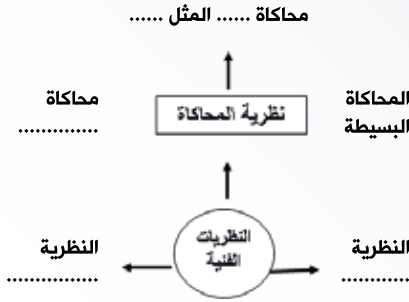 محاكاة ...... المثل ......
المحاكاة
البسيطة
نظرية المحاكاة
محاكاة
..............
النظرية
............
النظريات
الفنية
النظرية
................